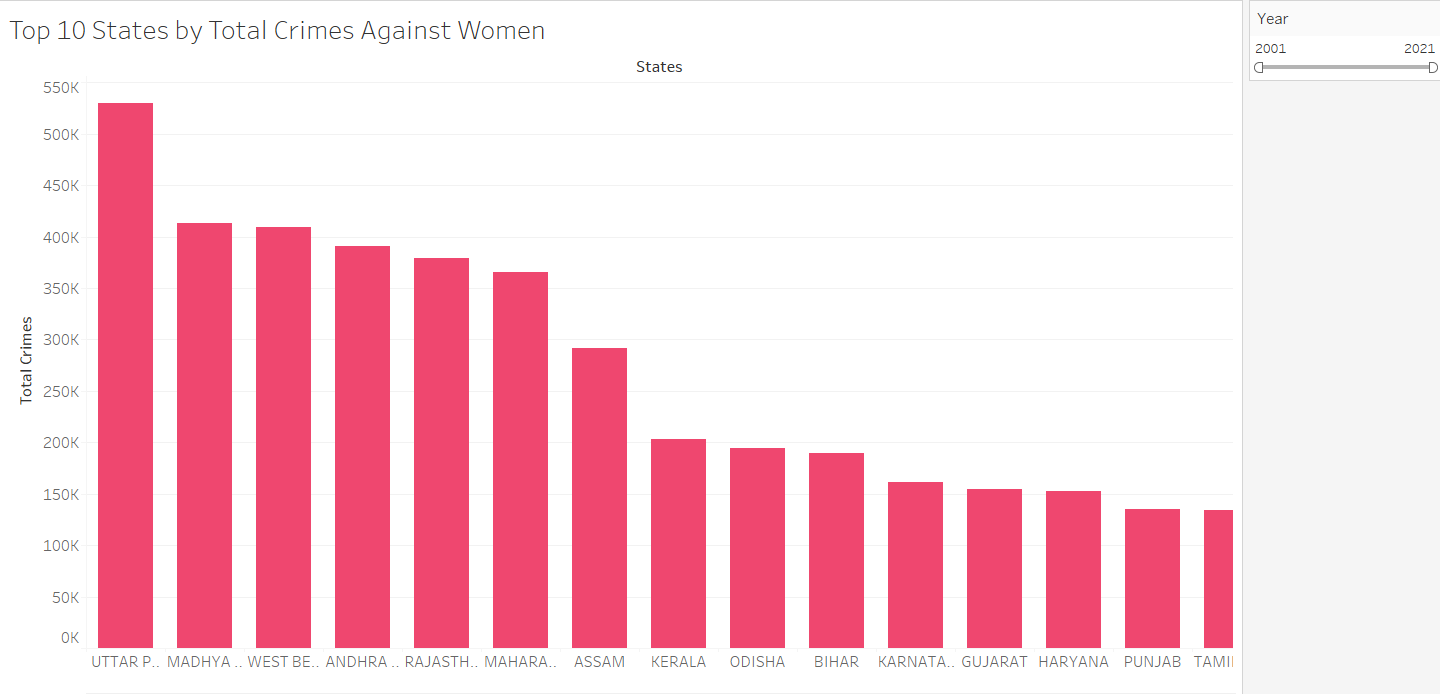 Top 10 States by Total Crimes Against Women
Year
2001 2021
States
550K
500K
450K
400K
350K
300K
250K
200K
150K
100K
50K
0K
Total Crimes
UTTAR P.. MADHYA .. WEST BE.. ANDHRA .. RAJASTH.. MAHARA.. ASSAM KERALA ODISHA BIHAR KARNATA.. GUJARAT HARYANA PUNJAB TAMI